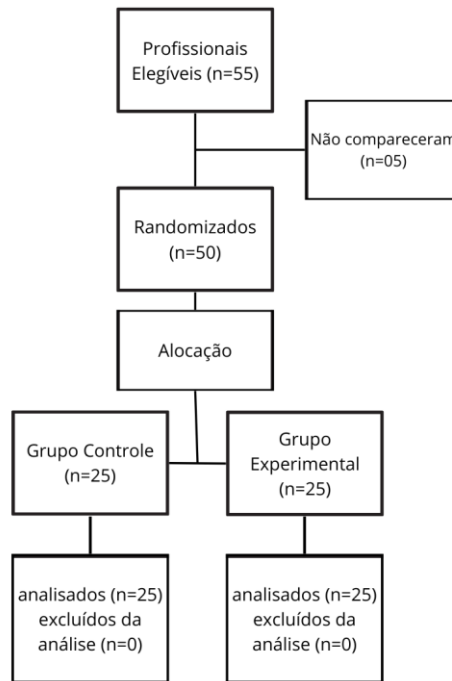 Profissionais
Elegíveis (n=55)
Não compareceram
(n=05)
Randomizados
(n=50)
Alocação
Grupo Controle
(n=25)
Grupo
Experimental
(n=25)
analisados (n=25)
excluídos da
análise (n=0)
analisados (n=25)
excluídos da
análise (n=0)